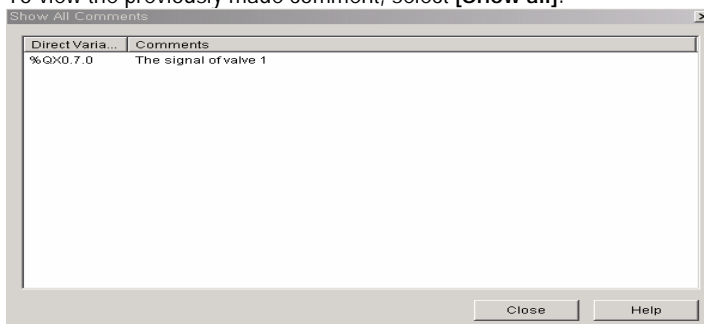 To view the previously made comment, select [Show all].
Show All Comments
Direct Varia... Comments
%QX0.7.0 The signal of valve 1
Close Help